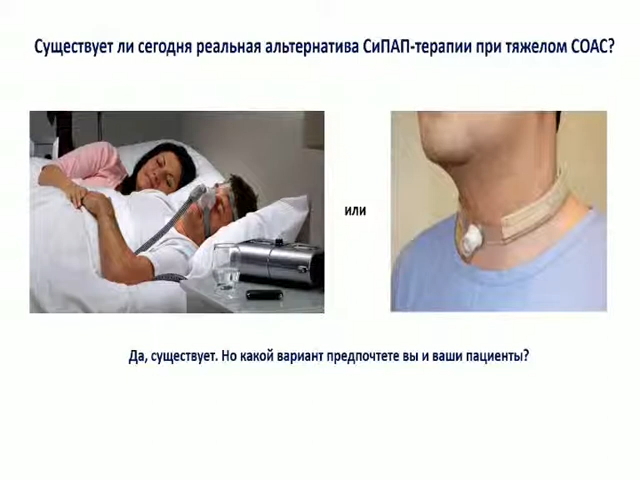 Существует ли сегодня реальная альтернатива СиПАП-терапии при тяжелом СОАС?
или
Да, существует. Но какой вариант предпочтете вы и ваши пациенты?